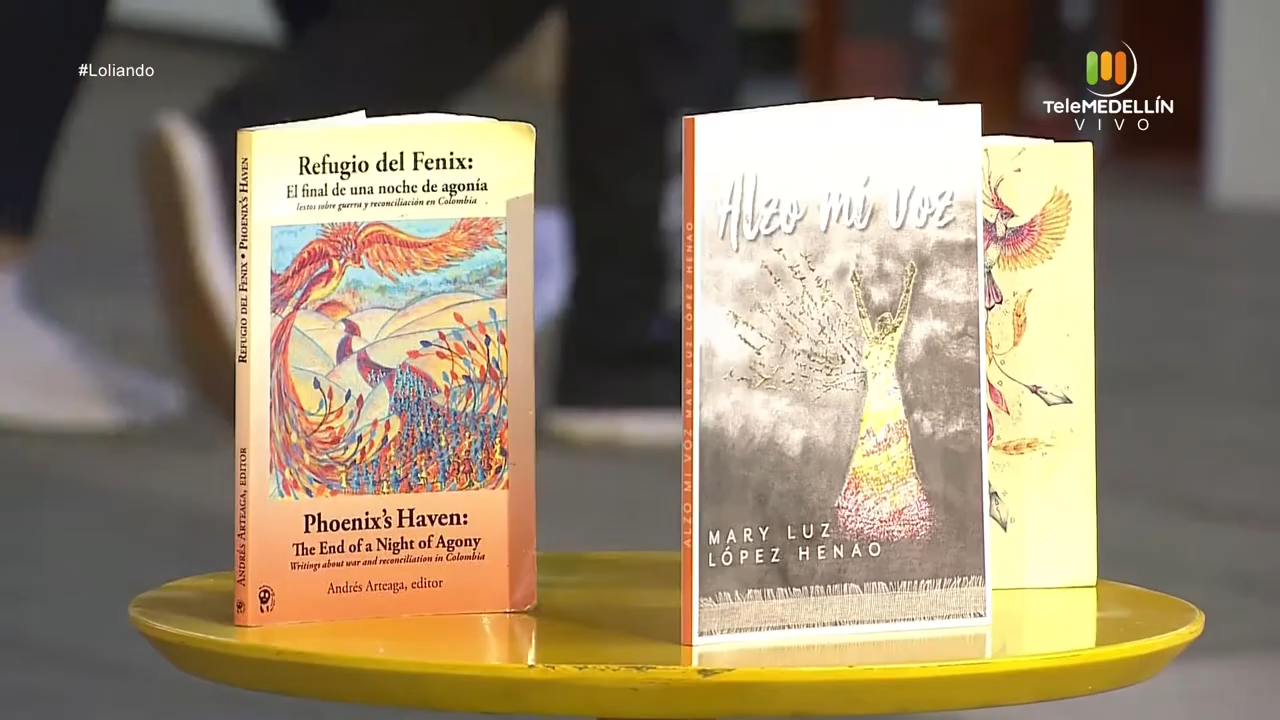 #Loliando
TeleMEDELLÍN
VIVO
Refugio del Fenix:
El final de una noche de agonía
Textos sobre guerra y reconciliación en Colombia
Phoenix's Haven:
The End of a Night of Agony
Writings about war and reconciliation in Colombia
Andrés Arteaga, editor
ANDRÉS ARTEAGA, EDITOR
REFUGIO DEL FENIX • PHOENIX'S HAVEN
Alzo mi voz
MARY LUZ
LÓPEZ HENAO
ALZO MI VOZ MARY LUZ LÓPEZ HENAO